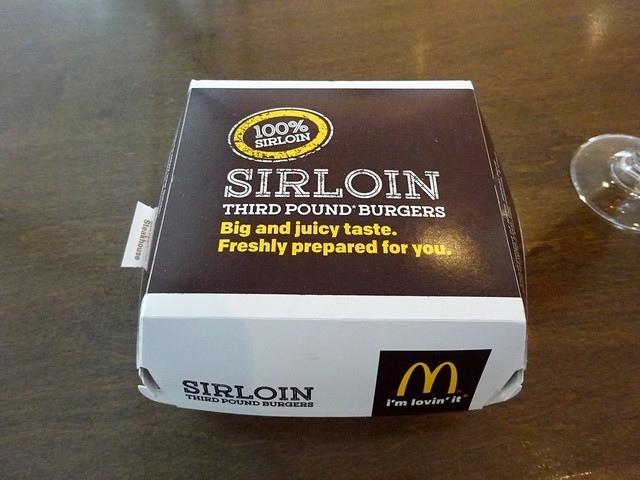 100%
SIRLOIN
SIRLOIN
THIRD POUND* BURGERS
Big and juicy taste.
Freshly prepared for you.
Steakhouse
SIRLOIN
THIRD POUND BURGERS
M
i'm lovin' it®